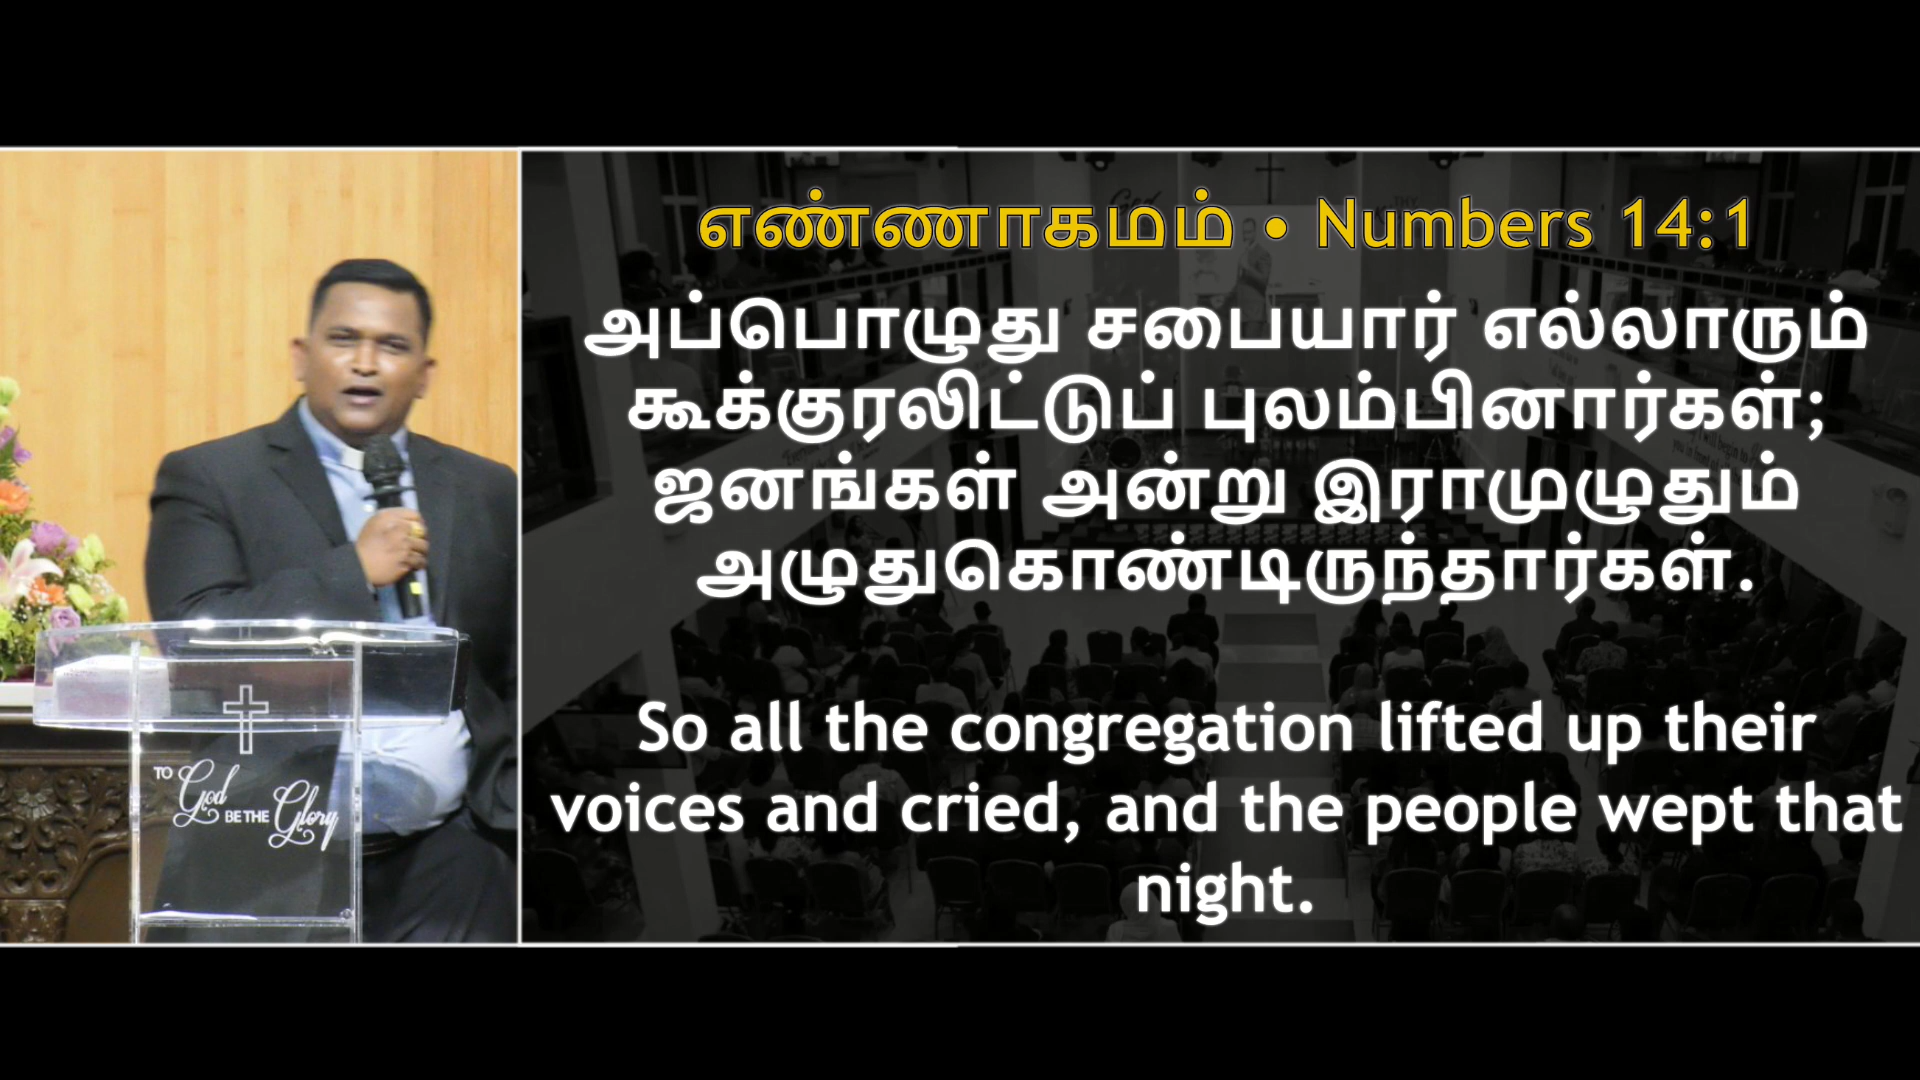 எண்ணாகமம் • Numbers 14:1
அப்பொழுது சபையார் எல்லாரும்
கூக்குரலிட்டுப் புலம்பினார்கள்;
ஜனங்கள் அன்று இராமுழுதும்
அழுதுகொண்டிருந்தார்கள்.
So all the congregation lifted up their
voices and cried, and the people wept that
night.
TO God BE THE Glory